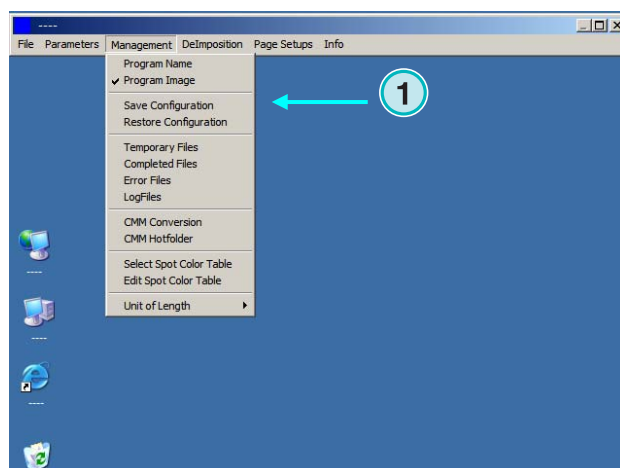 ----
File Parameters Management DeImposition Page Setups Info
Program Name
Program Image
Save Configuration
Restore Configuration
Temporary Files
Completed Files
Error Files
LogFiles
CMM Conversion
CMM Hotfolder
Select Spot Color Table
Edit Spot Color Table
Unit of Length
1
----
----
----